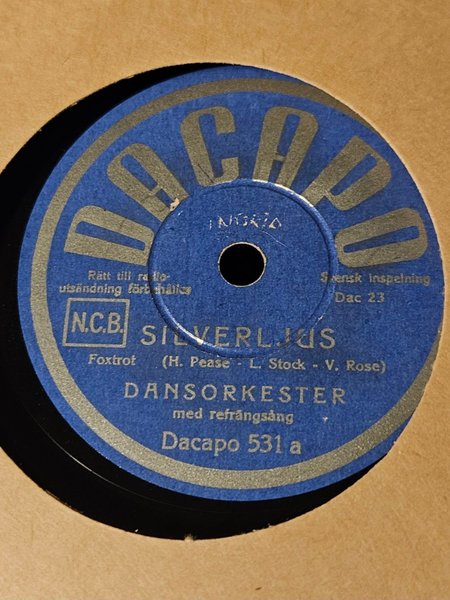 DACAPO
Rätt till radio-
utsändning förbehålles
Svensk inspelning
Dac 23
N.C.B.
SILVERLJUS
Foxtrot (H. Pease - L. Stock - V. Rose)
DANSORKESTER
med refrängsång
Dacapo 531 a